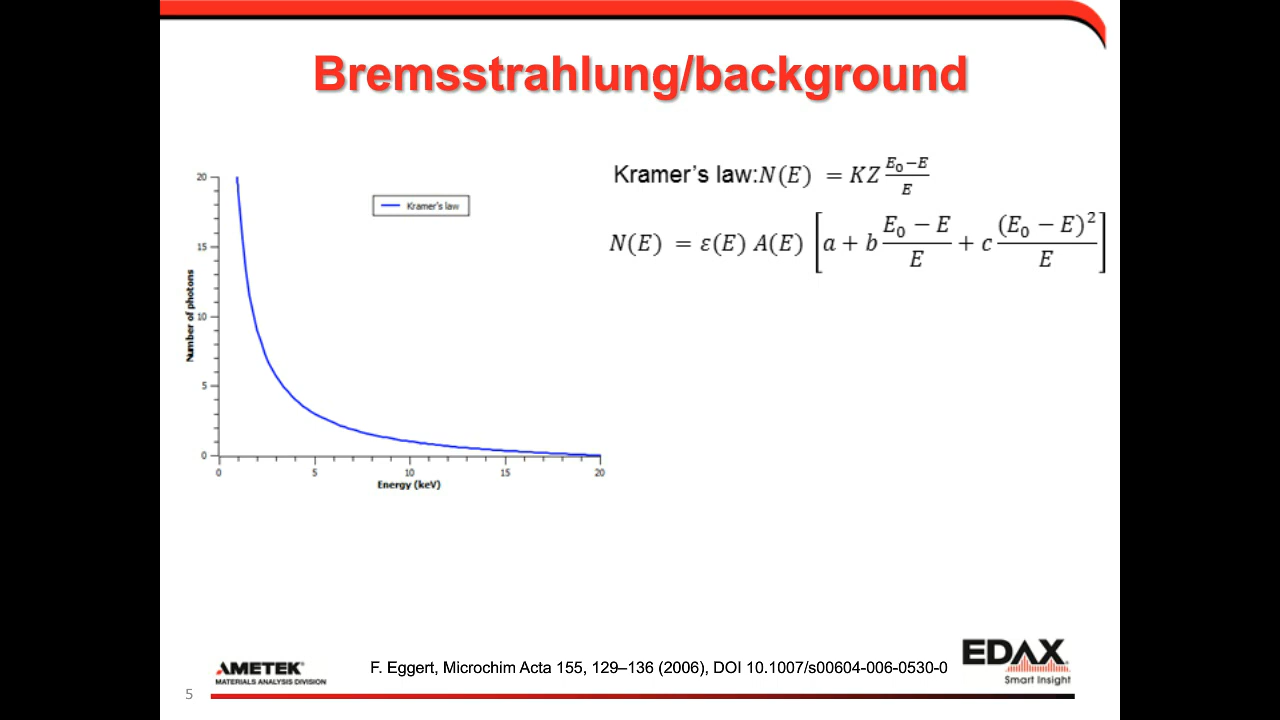 Bremsstrahlung/background
Kramer's law:N(E) = KZ (E₀−E)/E
N(E) = ε(E) A(E) [a + b (E₀ − E)/E + c (E₀ − E)²/E]
Kramer's law
20
15
10
5
0
Number of photons
0 5 10 15 20
Energy (keV)
AMETEK®
MATERIALS ANALYSIS DIVISION
F. Eggert, Microchim Acta 155, 129–136 (2006), DOI 10.1007/s00604-006-0530-0
EDAX
Smart Insight
5